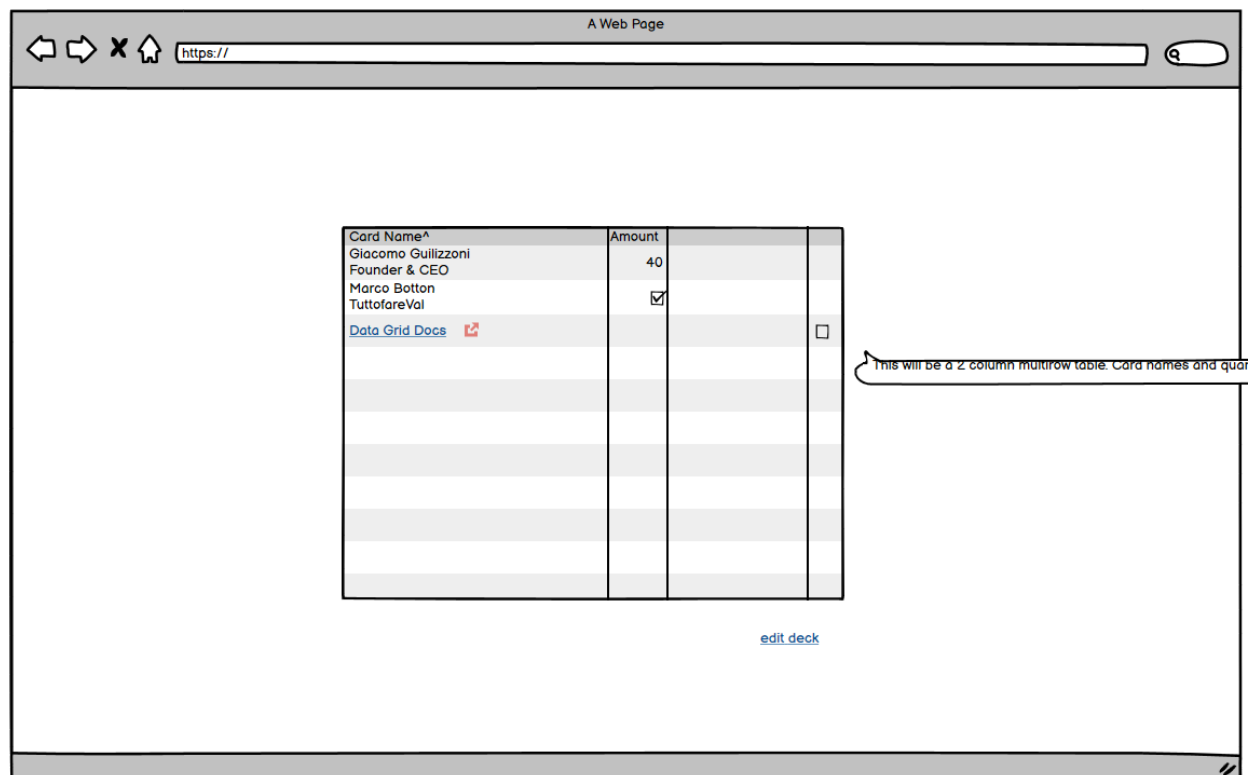 A Web Page
https://
Card Name^ Amount
Giacomo Guilizzoni
Founder & CEO
40
Marco Botton
TuttofareVal
Data Grid Docs
This will be a 2 column multirow table. Card names and
edit deck